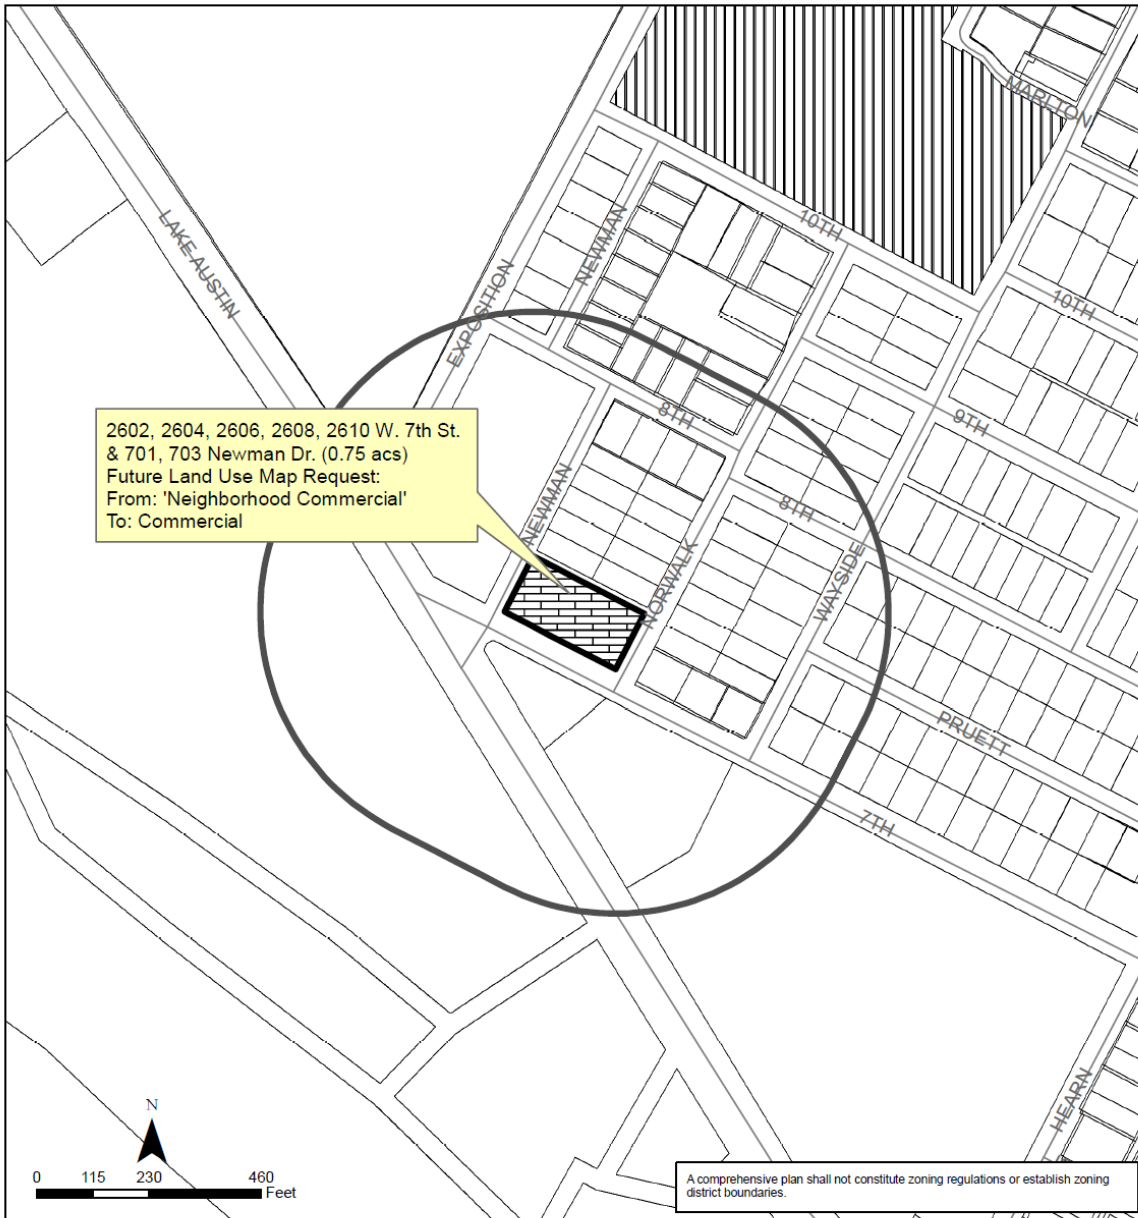 MARLTON
10TH
NEWMAN
LAKE AUSTIN
EXPOSITION
10TH
8TH
9TH
2602, 2604, 2606, 2608, 2610 W. 7th St.
& 701, 703 Newman Dr. (0.75 acs)
Future Land Use Map Request:
From: 'Neighborhood Commercial'
To: Commercial
NEWMAN
8TH
NORWALK
WAYSIDE
PRUETT
7TH
HEARN
N
0 115 230 460
Feet
A comprehensive plan shall not constitute zoning regulations or establish zoning
district boundaries.